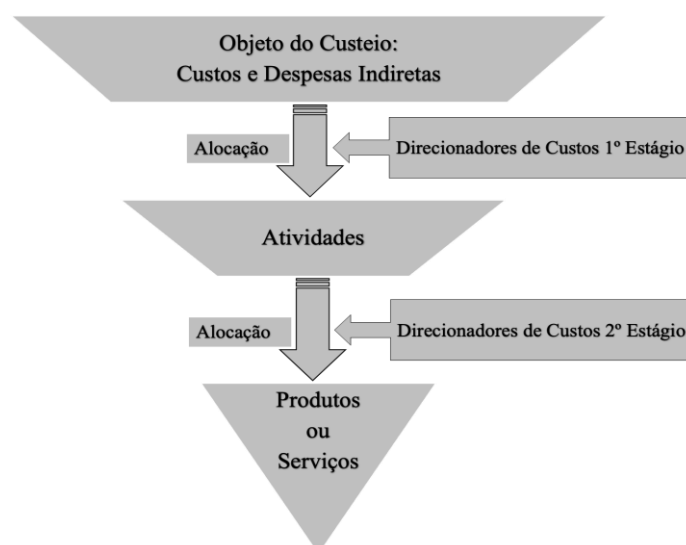 Objeto do Custeio:
Custos e Despesas Indiretas
Alocação
Direcionadores de Custos 1º Estágio
Atividades
Alocação
Direcionadores de Custos 2º Estágio
Produtos
ou
Serviços